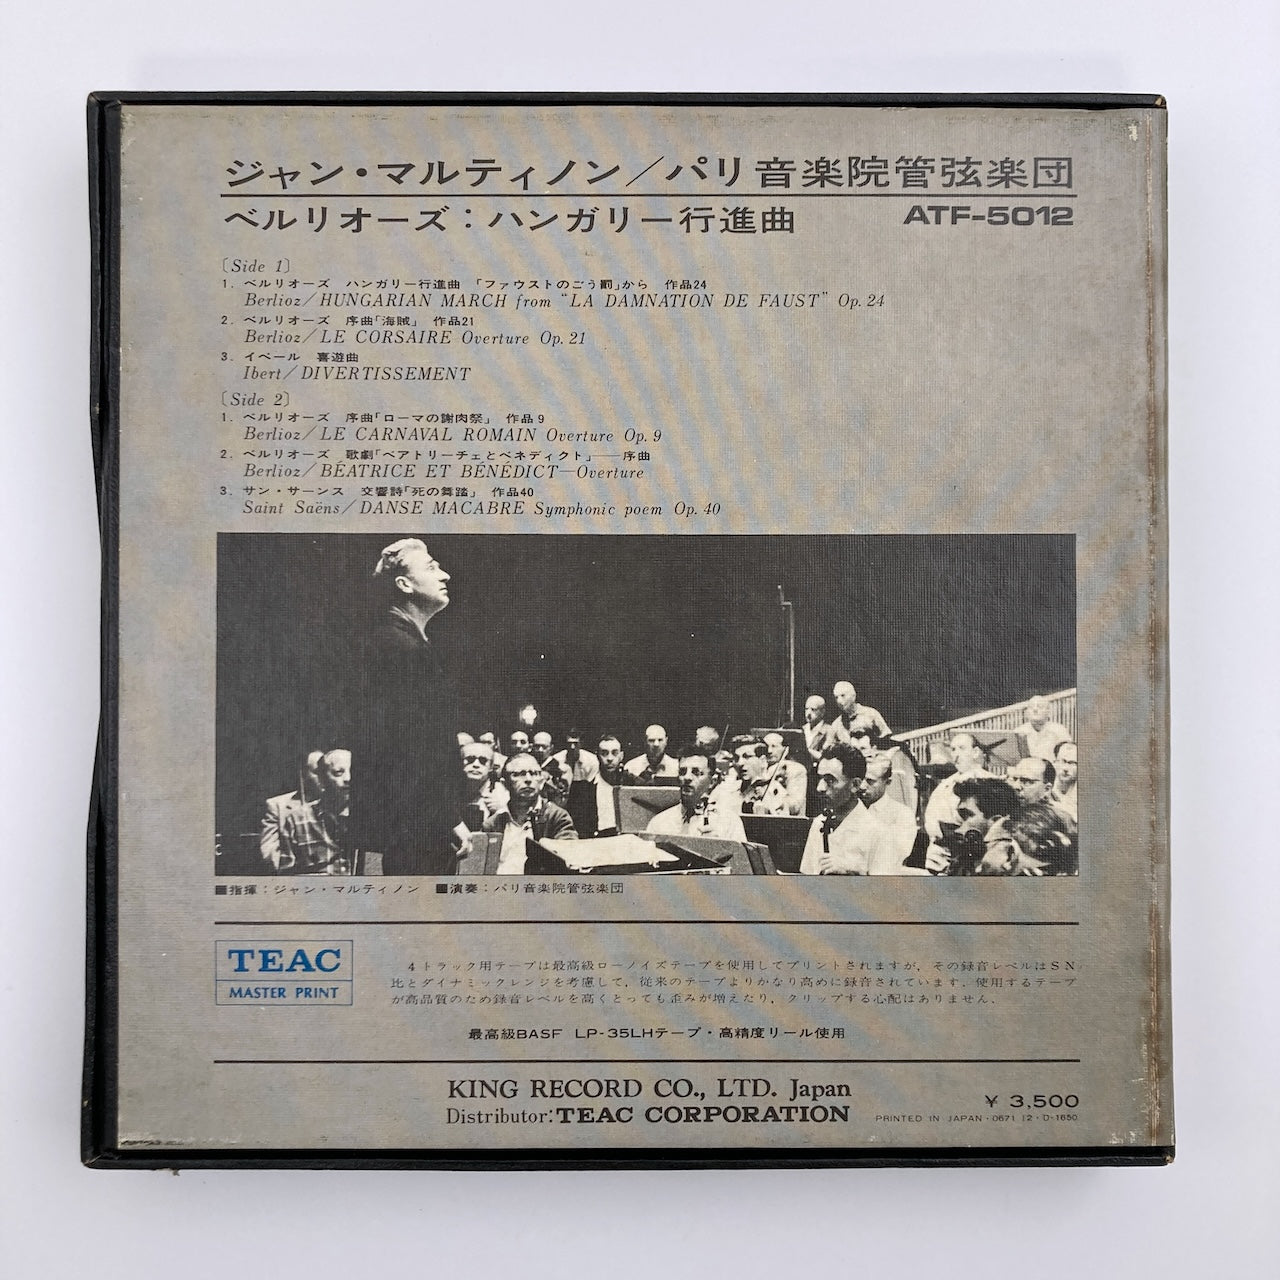 ジャン・マルティノン／パリ音楽院管弦楽団
ベルリオーズ：ハンガリー行進曲 ATF-5012
〔Side 1〕
1. ベルリオーズ ハンガリー行進曲 「ファウストのごう罰」から 作品24
Berlioz／HUNGARIAN MARCH from “LA DAMNATION DE FAUST” Op. 24
2. ベルリオーズ 序曲「海賊」 作品21
Berlioz／LE CORSAIRE Overture Op. 21
3. イベール 喜遊曲
Ibert／DIVERTISSEMENT
〔Side 2〕
1. ベルリオーズ 序曲「ローマの謝肉祭」 作品9
Berlioz／LE CARNAVAL ROMAIN Overture Op. 9
2. ベルリオーズ 歌劇「ベアトリーチェとベネディクト」──序曲
Berlioz／BÉATRICE ET BÉNÉDICT—Overture
3. サン・サーンス 交響詩「死の舞踏」 作品40
Saint Saëns／DANSE MACABRE Symphonic poem Op. 40
■指揮：ジャン・マルティノン ■演奏：パリ音楽院管弦楽団
TEAC
MASTER PRINT
4トラック用テープは最高級ローノイズテープを使用してプリントされますが、その録音レベルはSN
比とダイナミックレンジを考慮して、従来のテープよりかなり高めに録音されています。使用するテープ
が高品質のため録音レベルを高くとっても歪みが増えたり、クリップする心配はありません。
最高級BASF LP-35LHテープ・高精度リール使用
KING RECORD CO., LTD. Japan
Distributor: TEAC CORPORATION
¥ 3,500
PRINTED IN JAPAN・0671 12・D-1650